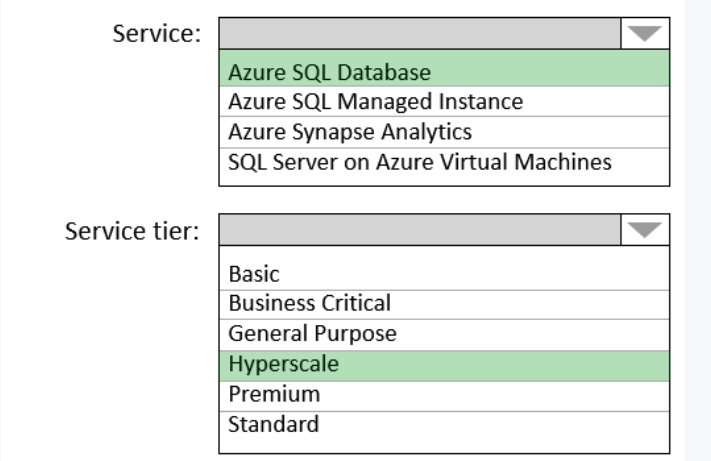 Service:
Azure SQL Database
Azure SQL Managed Instance
Azure Synapse Analytics
SQL Server on Azure Virtual Machines
Service tier:
Basic
Business Critical
General Purpose
Hyperscale
Premium
Standard